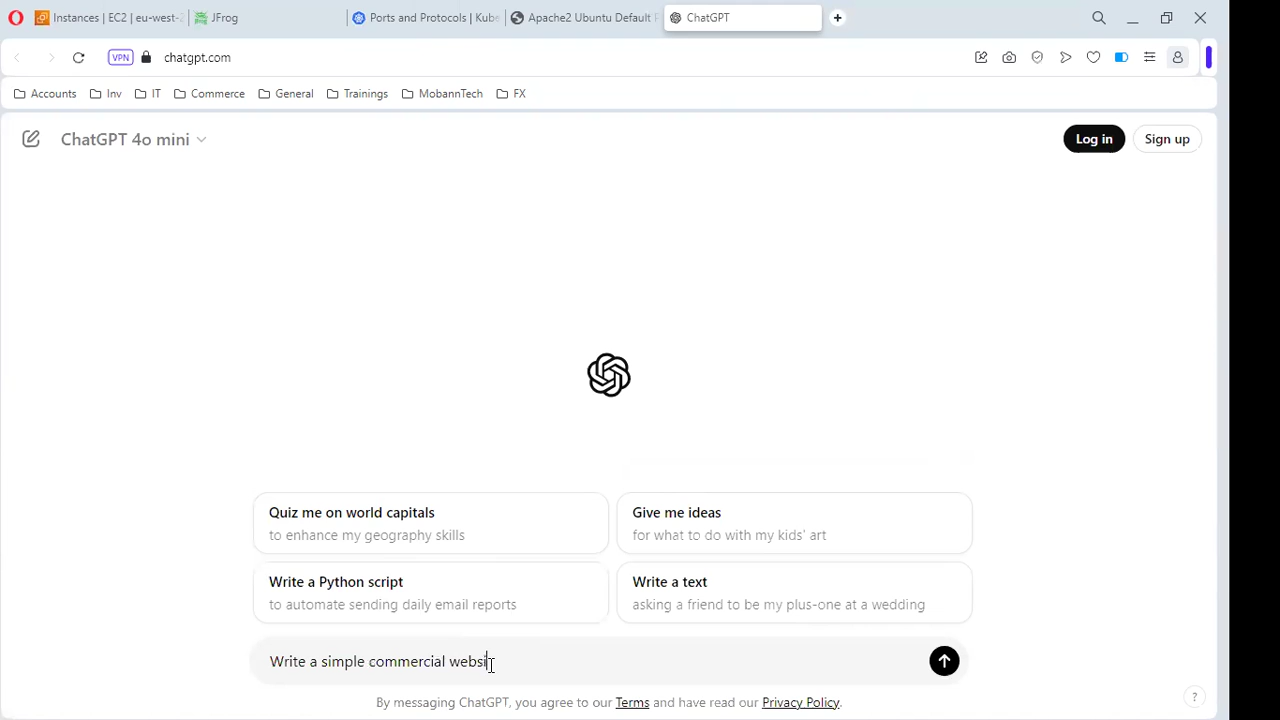 Instances | EC2 | eu-west-2
JFrog
Ports and Protocols | Kube
Apache2 Ubuntu Default P
ChatGPT
VPN
chatgpt.com
Accounts
Inv
IT
Commerce
General
Trainings
MobannTech
FX
ChatGPT 4o mini
Log in
Sign up
Quiz me on world capitals
to enhance my geography skills
Give me ideas
for what to do with my kids' art
Write a Python script
to automate sending daily email reports
Write a text
asking a friend to be my plus-one at a wedding
Write a simple commercial websi
By messaging ChatGPT, you agree to our Terms and have read our Privacy Policy.
?